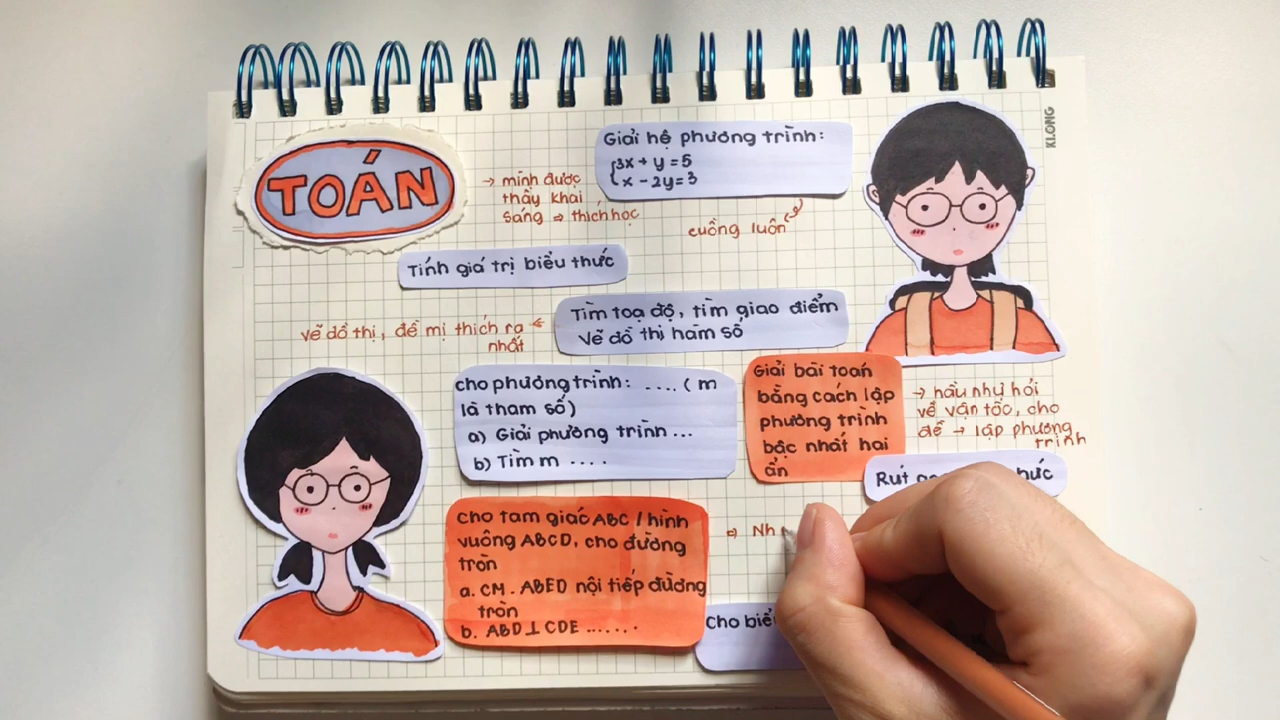 TOÁN
→ mình được
thầy khai
sáng ⇒ thích học
Giải hệ phương trình:
3x + y = 5
x - 2y = 3
cuồng luôn
KLONG
Tính giá trị biểu thức
Tìm toạ độ, tìm giao điểm
Vẽ đồ thị hàm số
vẽ đồ thị, đề mị thích ra
nhất
cho phương trình: .... ( m
là tham số)
a) Giải phương trình ...
b) Tìm m ....
Giải bài toán
bằng cách lập
phương trình
bậc nhất hai
ẩn
→ hầu như hỏi
về vận tốc, cho
đề → lập phương
trình
Rút
cho tam giác ABC / hình
vuông ABCD, cho đường
tròn
a. CM. ABED nội tiếp đường
tròn
b. ABD ⊥ CDE ......
⇒ Nh
Cho